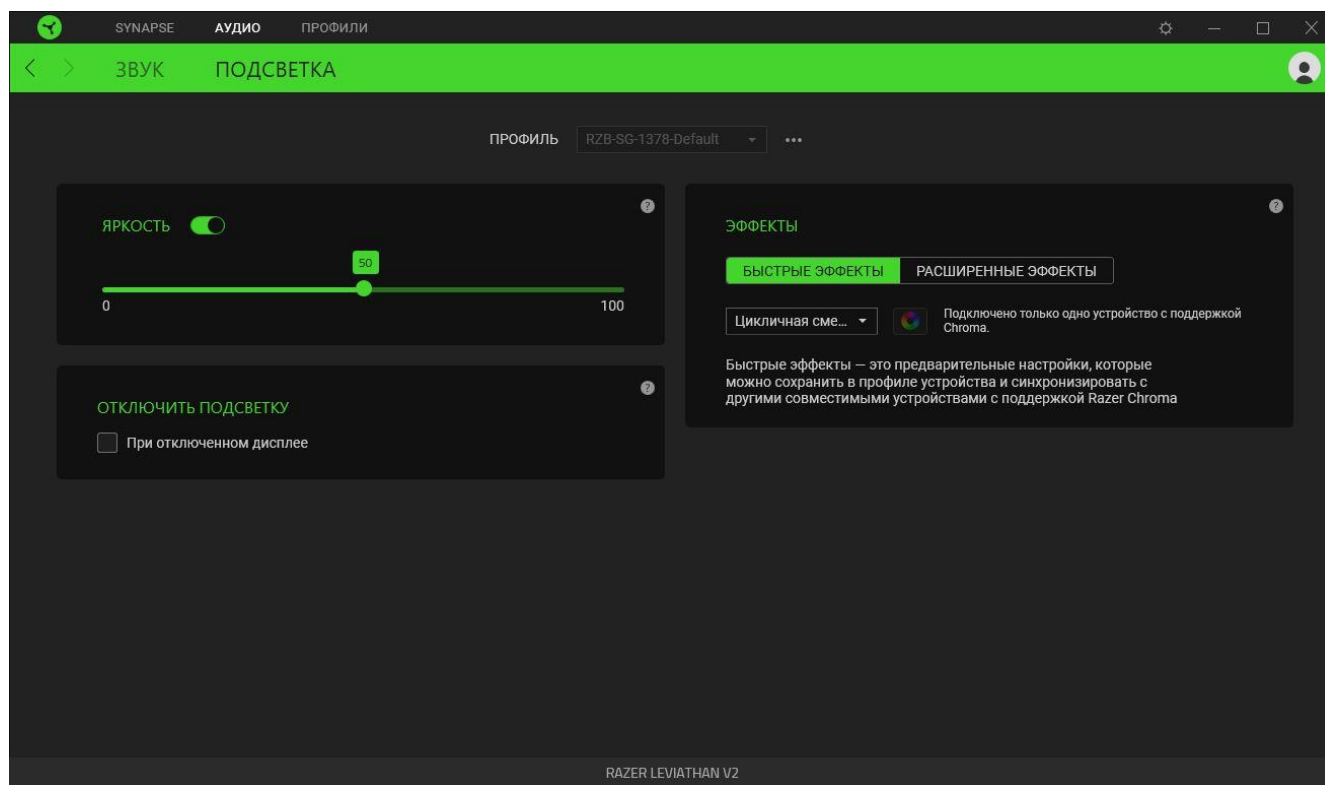 SYNAPSE АУДИО ПРОФИЛИ
ЗВУК ПОДСВЕТКА
ПРОФИЛЬ RZB-SG-1378-Default
ЯРКОСТЬ
50
0 100
ОТКЛЮЧИТЬ ПОДСВЕТКУ
При отключенном дисплее
ЭФФЕКТЫ
БЫСТРЫЕ ЭФФЕКТЫ РАСШИРЕННЫЕ ЭФФЕКТЫ
Цикличная сме...
Подключено только одно устройство с поддержкой
Chroma.
Быстрые эффекты — это предварительные настройки, которые
можно сохранить в профиле устройства и синхронизировать с
другими совместимыми устройствами с поддержкой Razer Chroma
RAZER LEVIATHAN V2